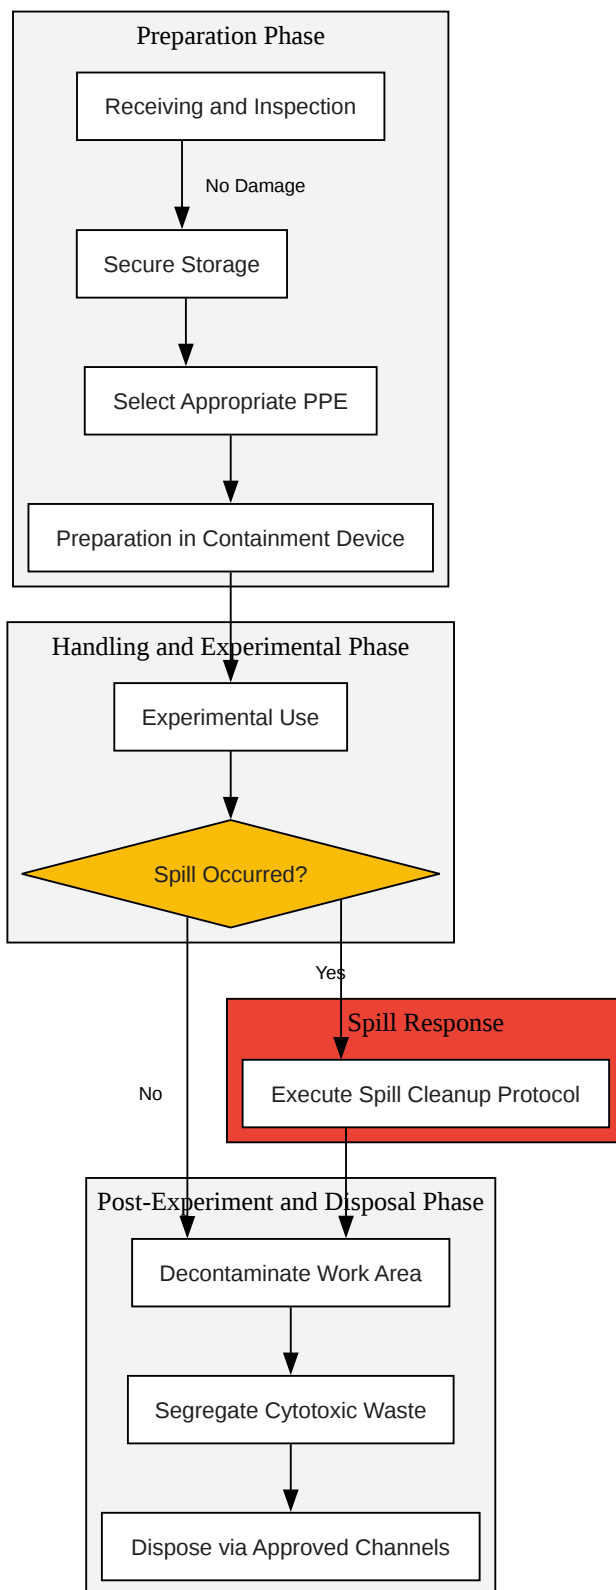 Preparation Phase
Receiving and Inspection
No Damage
Secure Storage
Select Appropriate PPE
Preparation in Containment Device
Handling and Experimental Phase
Experimental Use
Spill Occurred?
Yes
Spill Response
Execute Spill Cleanup Protocol
No
Post-Experiment and Disposal Phase
Decontaminate Work Area
Segregate Cytotoxic Waste
Dispose via Approved Channels